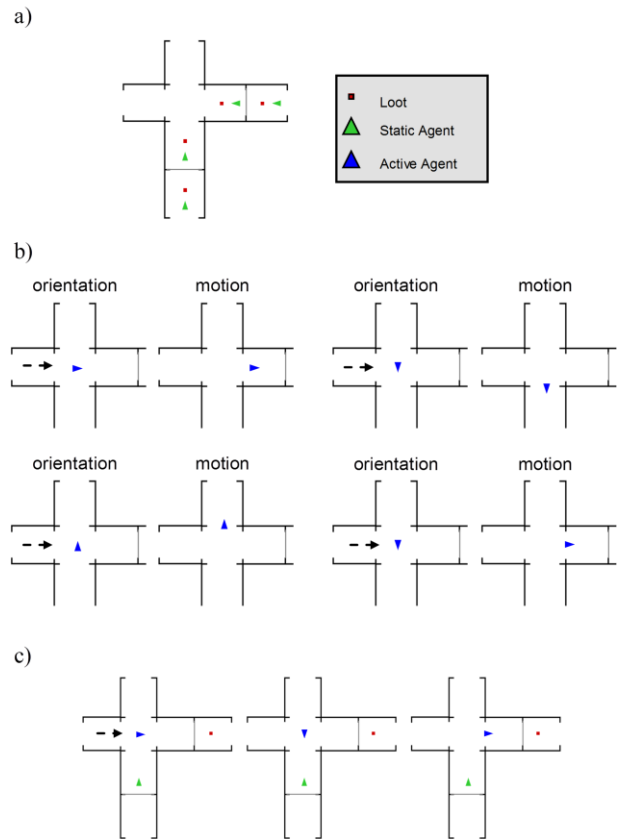 a)
Loot
Static Agent
Active Agent
b)
orientation motion orientation motion
orientation motion orientation motion
c)